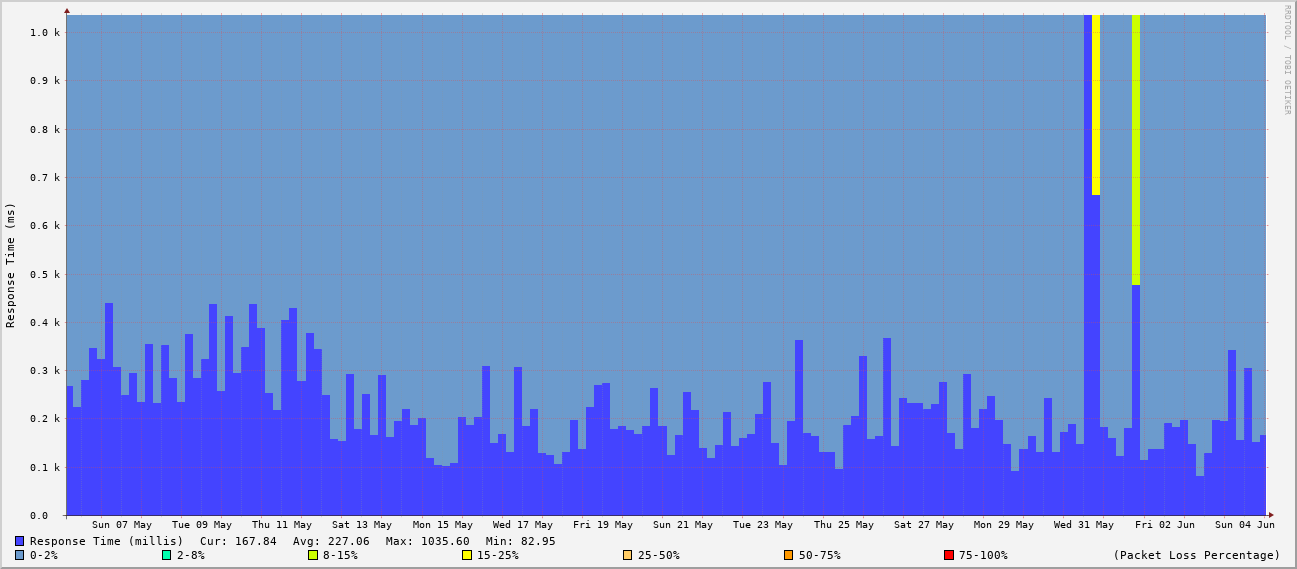 RRDTOOL / TOBI OETIKER
Response Time (ms)
1.0 k
0.9 k
0.8 k
0.7 k
0.6 k
0.5 k
0.4 k
0.3 k
0.2 k
0.1 k
0.0
Sun 07 May Tue 09 May Thu 11 May Sat 13 May Mon 15 May Wed 17 May Fri 19 May Sun 21 May Tue 23 May Thu 25 May Sat 27 May Mon 29 May Wed 31 May Fri 02 Jun Sun 04 Jun
Response Time (millis) Cur: 167.84 Avg: 227.06 Max: 1035.60 Min: 82.95
0-2% 2-8% 8-15% 15-25% 25-50% 50-75% 75-100% (Packet Loss Percentage)